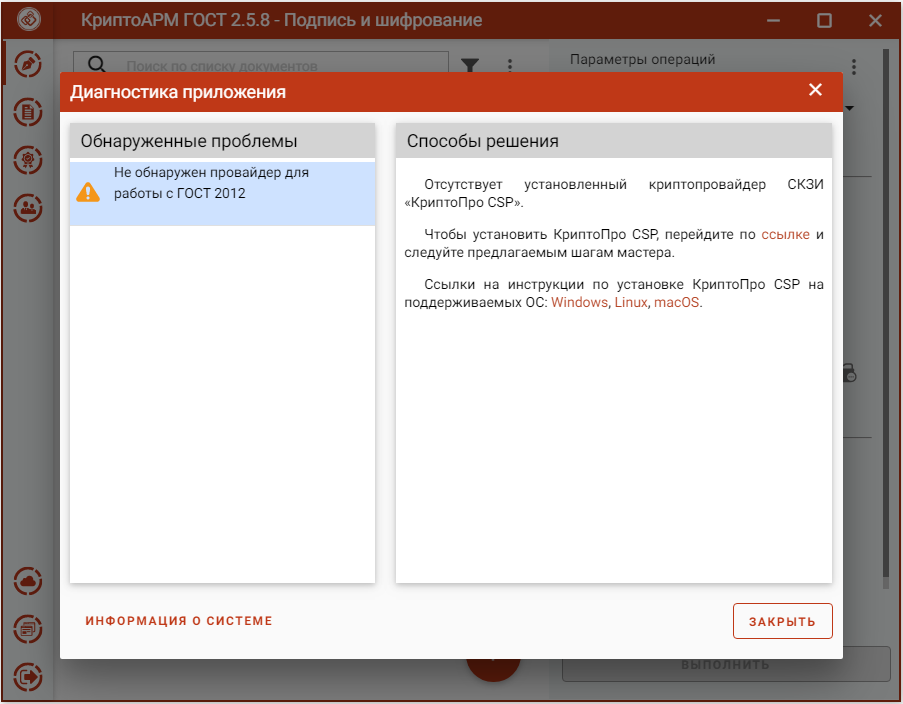 КриптоАРМ ГОСТ 2.5.8 - Подпись и шифрование
Поиск по списку документов
Параметры операций
Диагностика приложения
Обнаруженные проблемы
Не обнаружен провайдер для
работы с ГОСТ 2012
Способы решения
Отсутствует установленный криптопровайдер СКЗИ
«КриптоПро CSP».
Чтобы установить КриптоПро CSP, перейдите по ссылке и
следуйте предлагаемым шагам мастера.
Ссылки на инструкции по установке КриптоПро CSP на
поддерживаемых ОС: Windows, Linux, macOS.
ИНФОРМАЦИЯ О СИСТЕМЕ
ЗАКРЫТЬ
ВЫПОЛНИТЬ